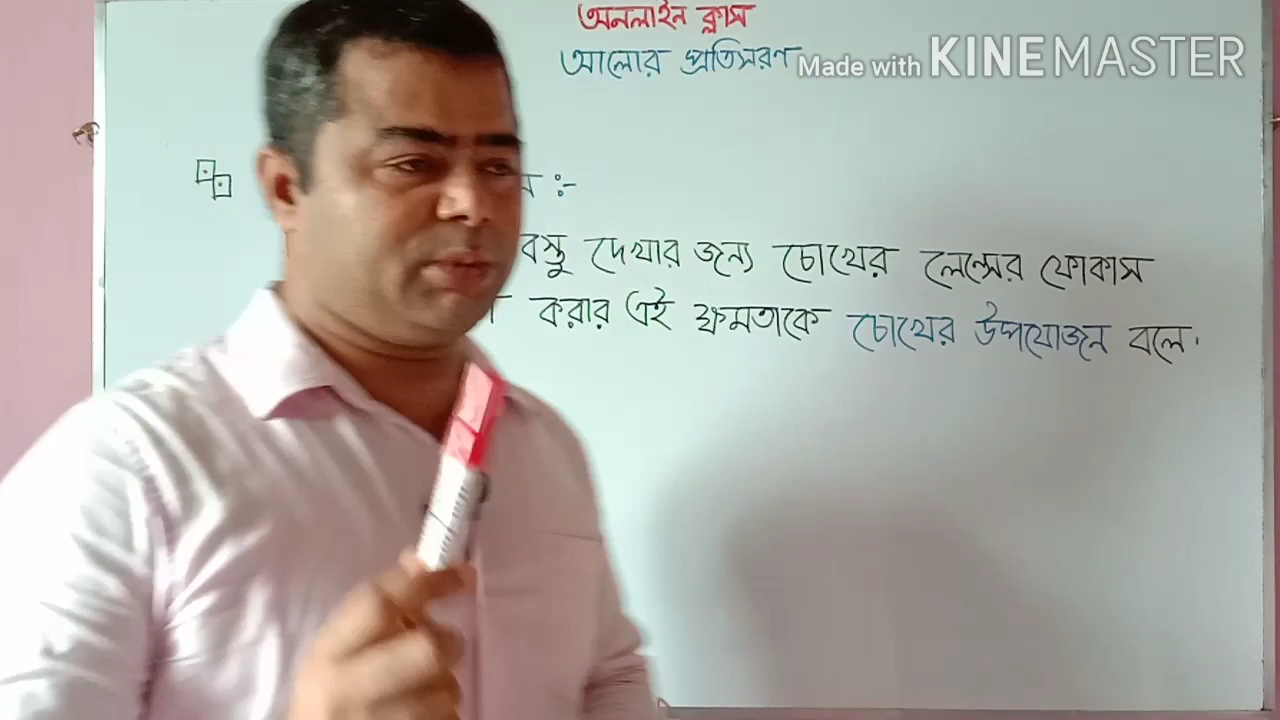 অনলাইন ক্লাস
আলোর প্রতিসরণ
Made with KINEMASTER
ন :-
বস্তু দেখার জন্য চোখের লেন্সের ফোকাস
করার এই ক্ষমতাকে চোখের উপযোজন বলে.